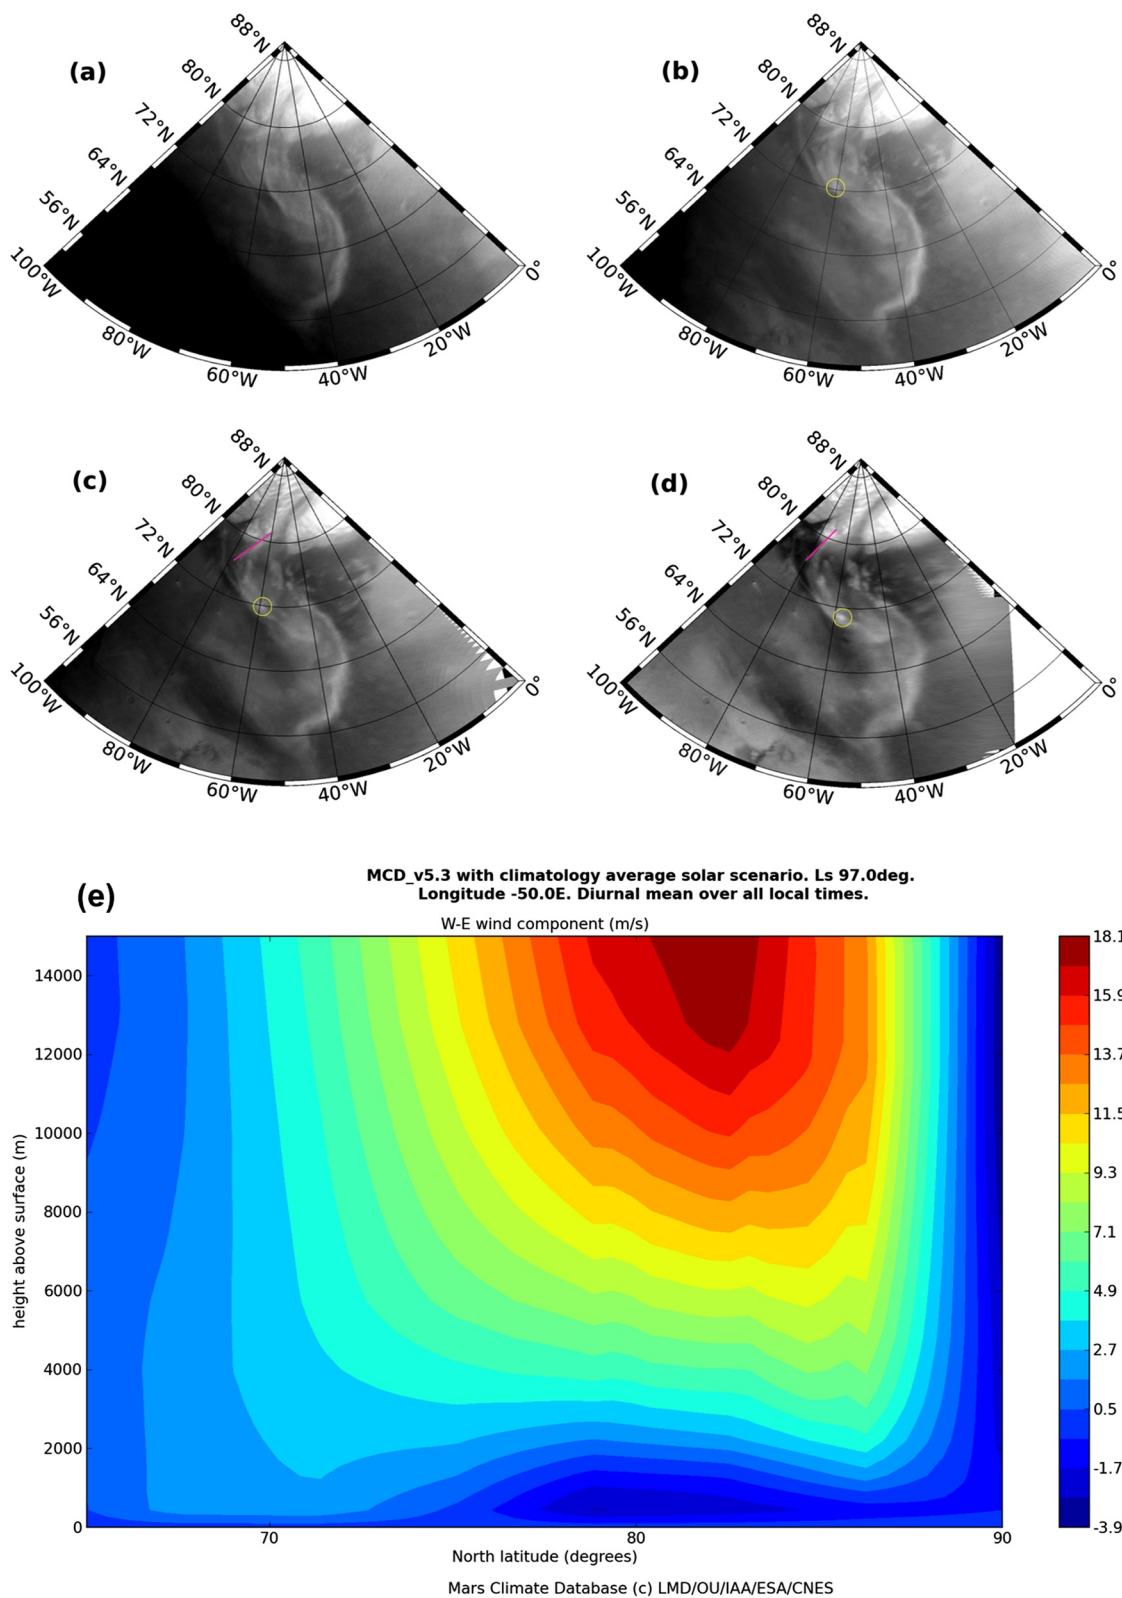 (a)
88°N
80°N
72°N
64°N
56°N
100°W
80°W
60°W
40°W
20°W
0°
(b)
88°N
80°N
72°N
64°N
56°N
100°W
80°W
60°W
40°W
20°W
0°
(c)
88°N
80°N
72°N
64°N
56°N
100°W
80°W
60°W
40°W
20°W
0°
(d)
88°N
80°N
72°N
64°N
56°N
100°W
80°W
60°W
40°W
20°W
0°
(e)
MCD_v5.3 with climatology average solar scenario. Ls 97.0deg.
Longitude -50.0E. Diurnal mean over all local times.
W-E wind component (m/s)
height above surface (m)
14000
12000
10000
8000
6000
4000
2000
0
70
80
90
North latitude (degrees)
18.1
15.9
13.7
11.5
9.3
7.1
4.9
2.7
0.5
-1.7
-3.9
Mars Climate Database (c) LMD/OU/IAA/ESA/CNES